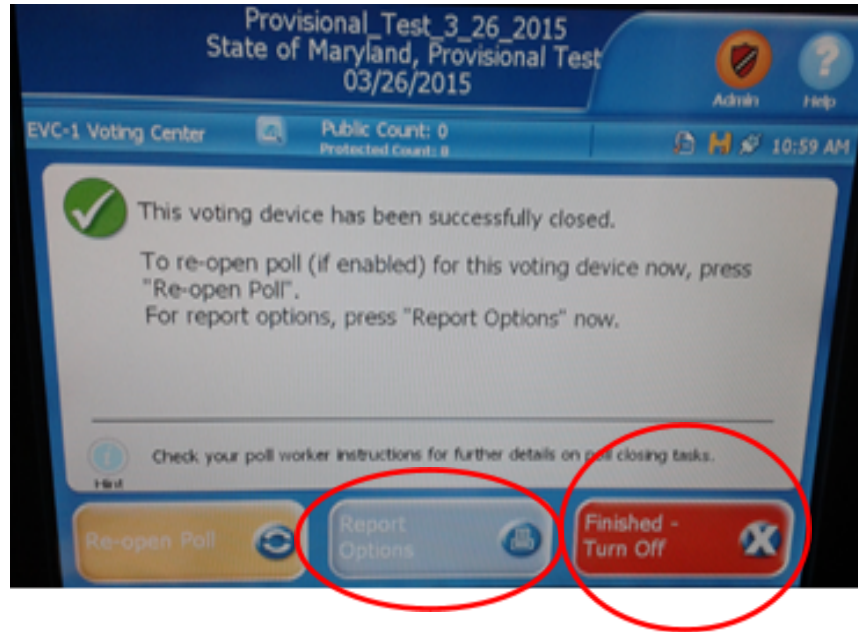 Provisional_Test_3_26_2015
State of Maryland, Provisional Test
03/26/2015
Admin
Help
EVC-1 Voting Center
Public Count: 0
Protected Count: 8
10:59 AM
This voting device has been successfully closed.
To re-open poll (if enabled) for this voting device now, press
"Re-open Poll".
For report options, press "Report Options" now.
Hint
Check your poll worker instructions for further details on poll closing tasks.
Re-open Poll
Report
Options
Finished -
Turn Off